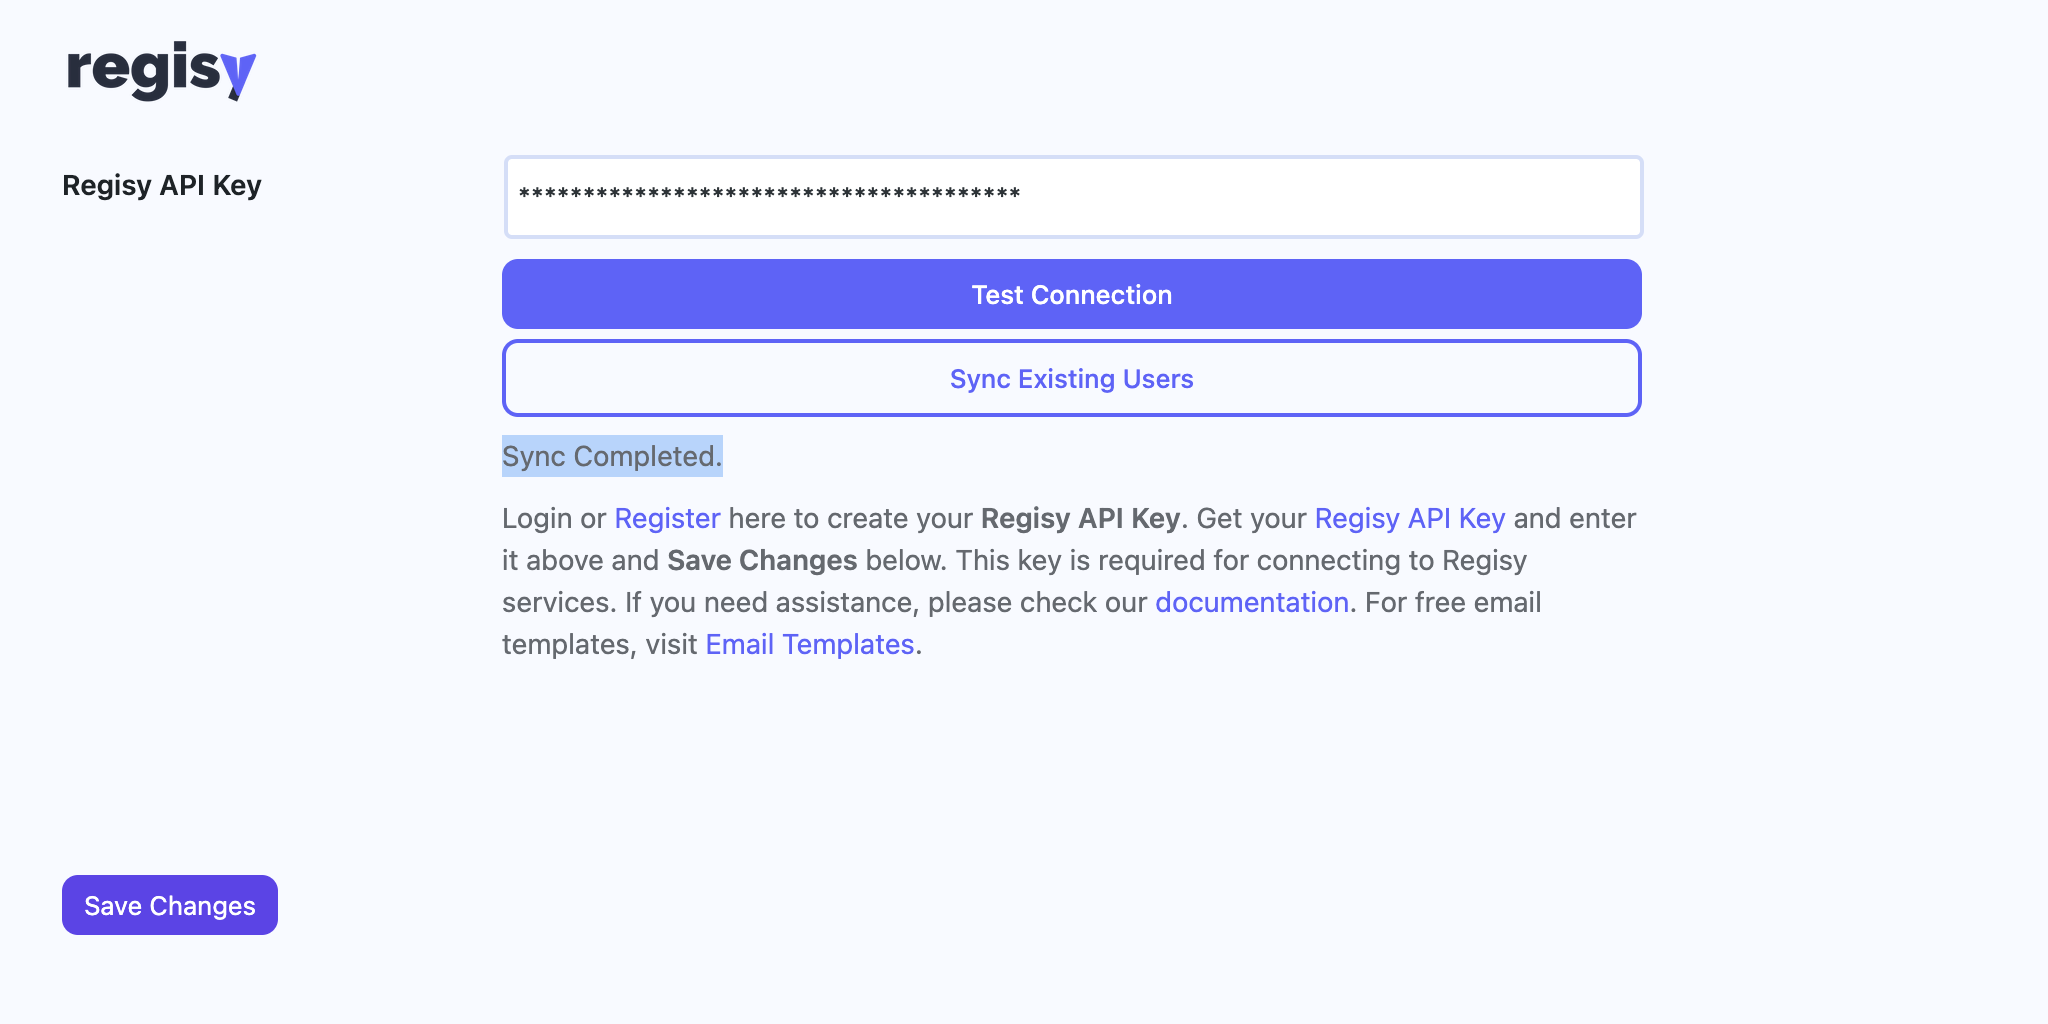 regisy
Regisy API Key
***************************************
Test Connection
Sync Existing Users
Sync Completed.
Login or Register here to create your Regisy API Key. Get your Regisy API Key and enter
it above and Save Changes below. This key is required for connecting to Regisy
services. If you need assistance, please check our documentation. For free email
templates, visit Email Templates.
Save Changes